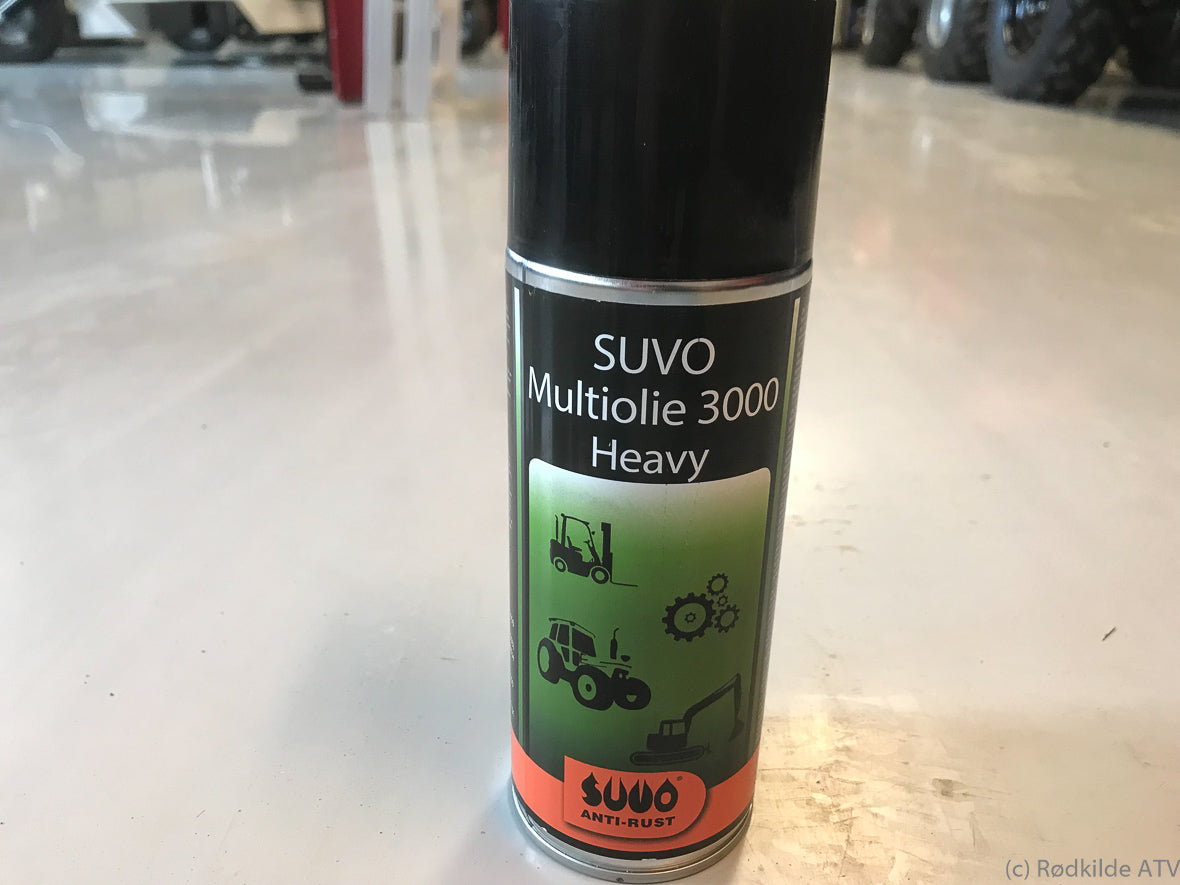 SUVO
Multiolie 3000
Heavy
SUVO®
ANTI-RUST
(c) Rødkilde ATV